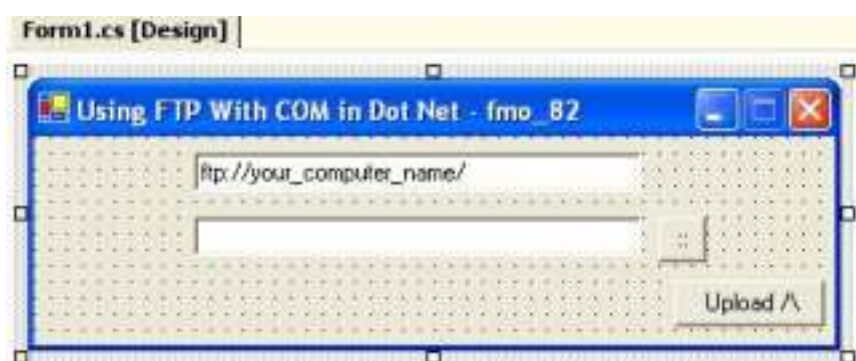 Form1.cs [Design]
Using FTP With COM in Dot Net - fmo_82
ftp://your_computer_name/
::
Upload /\